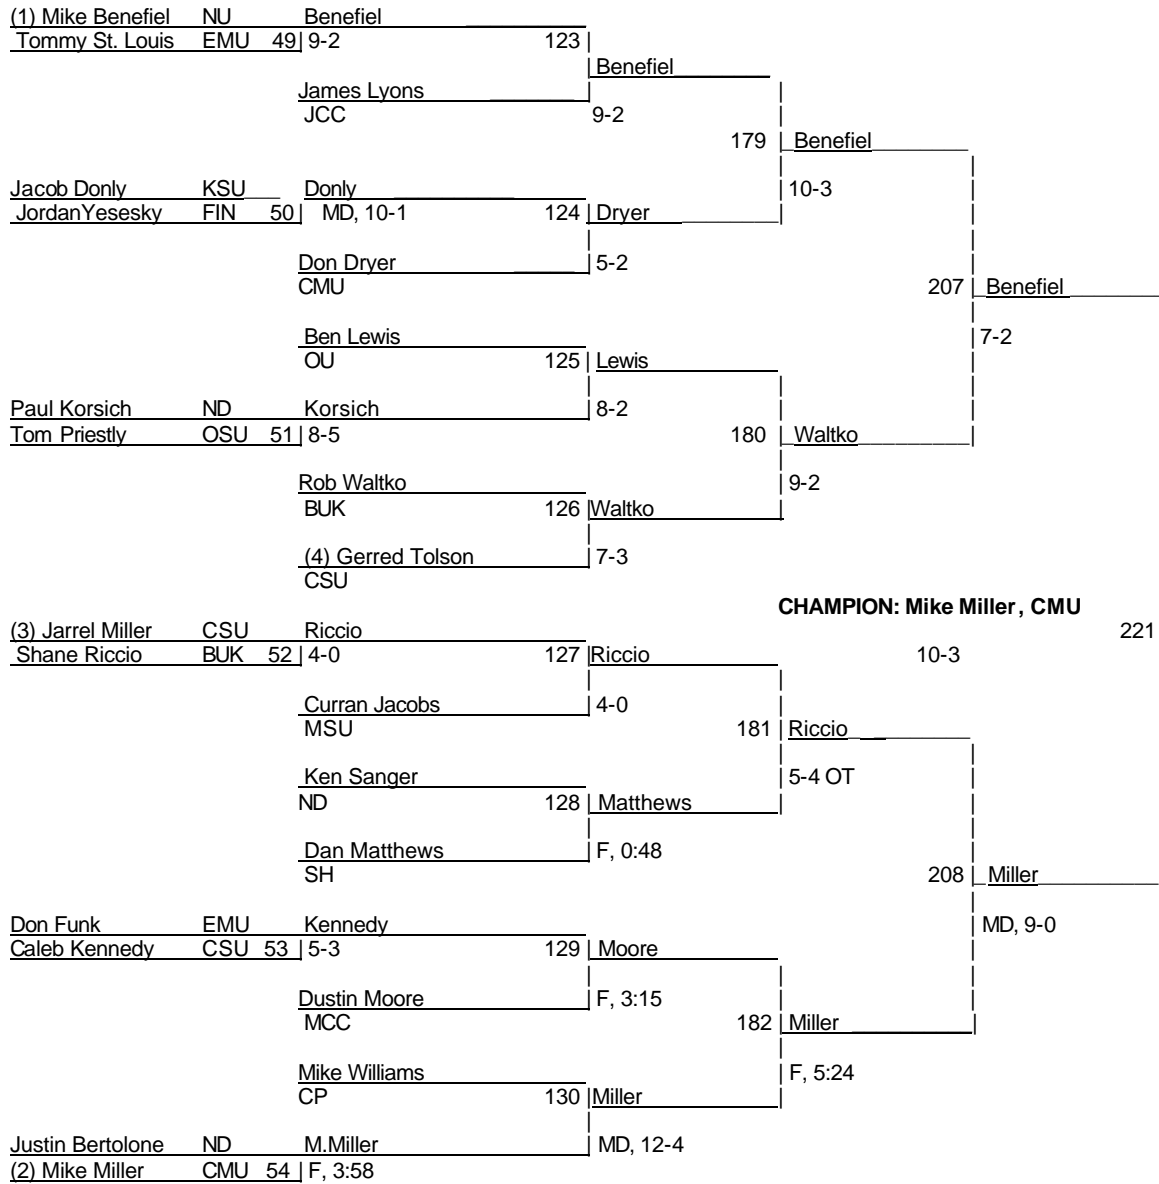 (1) Mike Benefiel NU Benefiel
Tommy St. Louis EMU 49 9-2 123
Benefiel
James Lyons
JCC 9-2
179 Benefiel
Jacob Donly KSU Donly 10-3
JordanYesesky FIN 50 MD, 10-1 124 Dryer
Don Dryer 5-2
CMU 207 Benefiel
Ben Lewis 7-2
OU 125 Lewis
Paul Korsich ND Korsich 8-2
Tom Priestly OSU 51 8-5 180 Waltko
Rob Waltko 9-2
BUK 126 Waltko
(4) Gerred Tolson 7-3
CSU
CHAMPION: Mike Miller, CMU
(3) Jarrel Miller CSU Riccio 221
Shane Riccio BUK 52 4-0 127 Riccio 10-3
Curran Jacobs 4-0
MSU 181 Riccio
Ken Sanger 5-4 OT
ND 128 Matthews
Dan Matthews F, 0:48
SH 208 Miller
Don Funk EMU Kennedy MD, 9-0
Caleb Kennedy CSU 53 5-3 129 Moore
Dustin Moore F, 3:15
MCC 182 Miller
Mike Williams F, 5:24
CP 130 Miller
Justin Bertolone ND M.Miller MD, 12-4
(2) Mike Miller CMU 54 F, 3:58